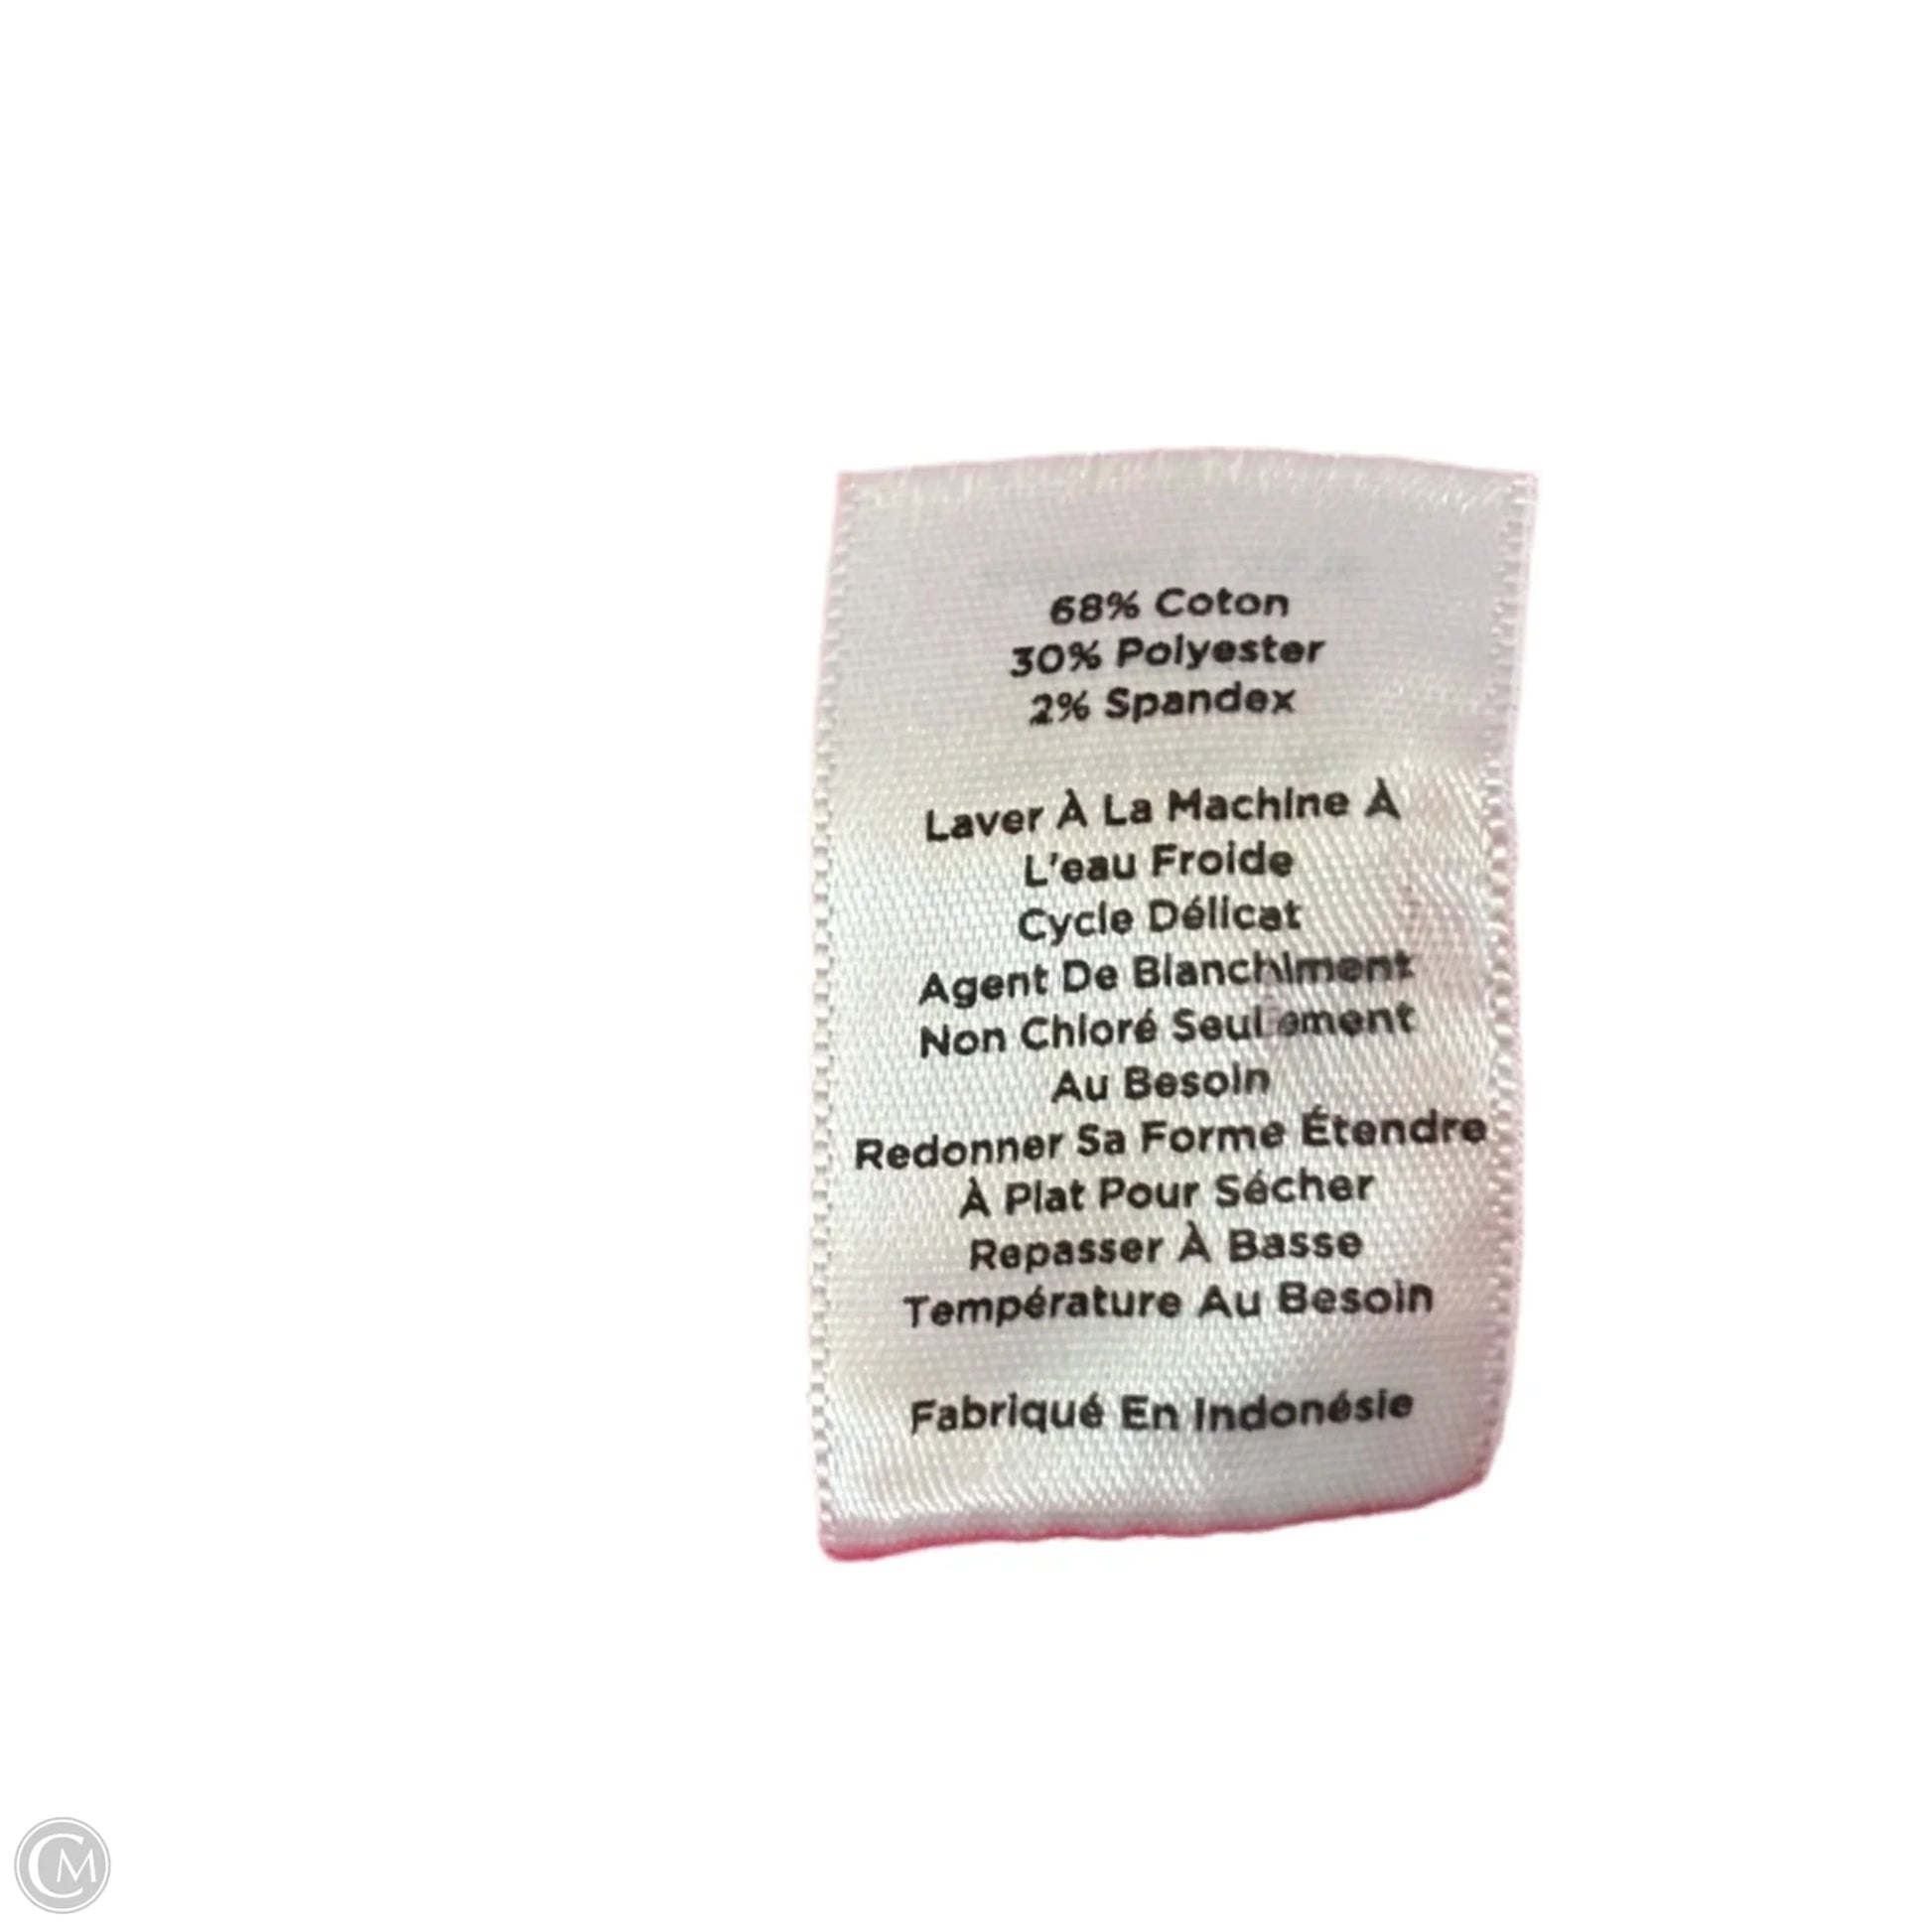 68% Coton
30% Polyester
2% Spandex
Laver À La Machine À
L'eau Froide
Cycle Délicat
Agent De Blanchiment
Non Chloré Seulement
Au Besoin
Redonner Sa Forme Étendre
À Plat Pour Sécher
Repasser À Basse
Température Au Besoin
Fabriqué En Indonésie
CM